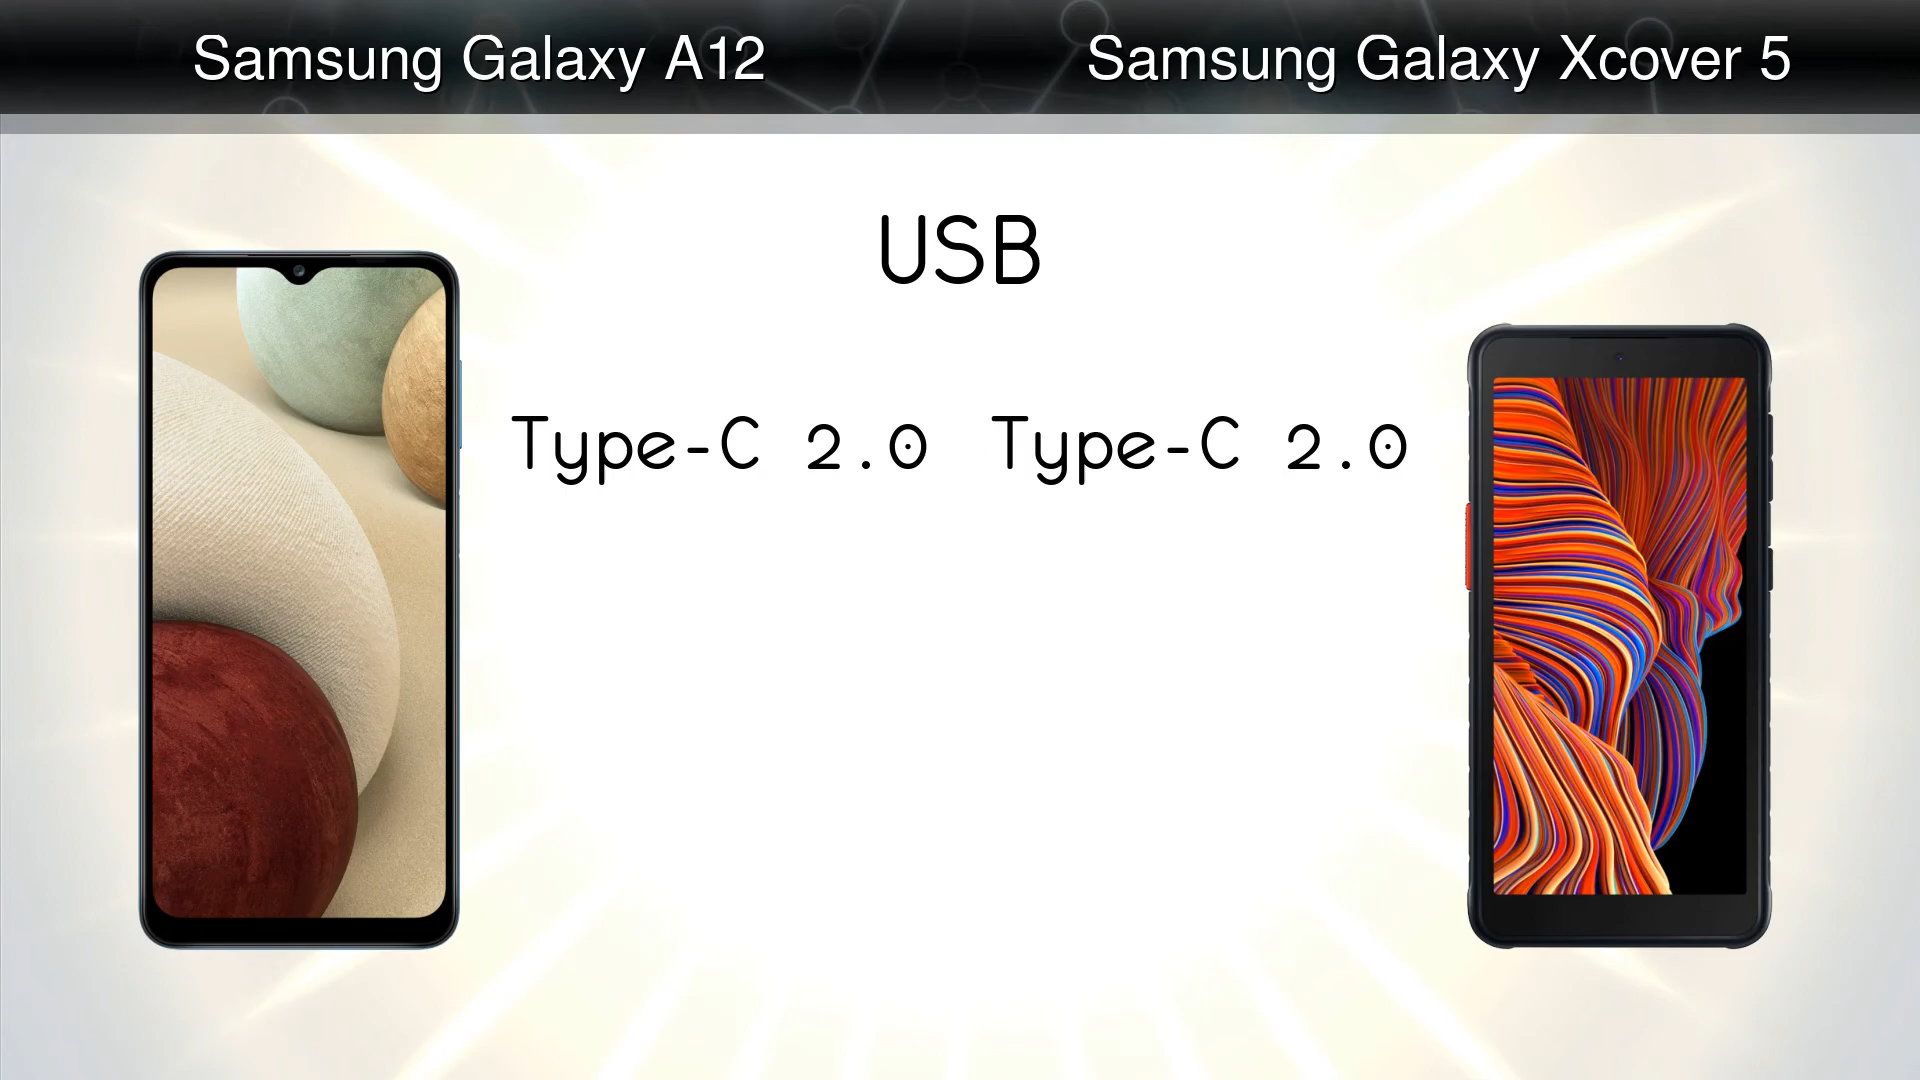 Samsung Galaxy A12
Samsung Galaxy Xcover 5
USB
Type-C 2.0
Type-C 2.0